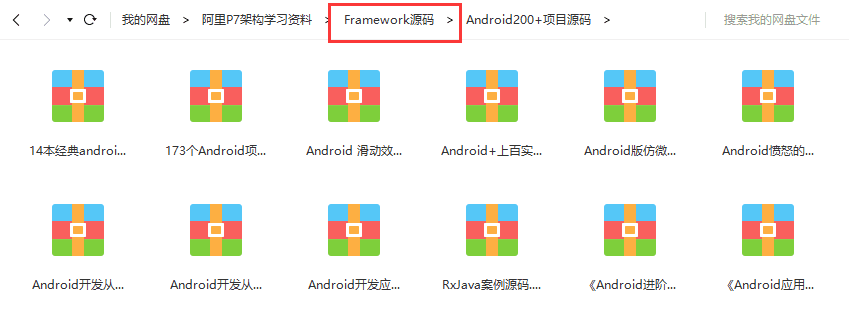 我的网盘 > 阿里P7架构学习资料 > Framework源码 > Android200+项目源码 > 搜索我的网盘文件
14本经典androi... 173个Android项... Android 滑动效... Android+上百实... Android版仿微... Android愤怒的...
Android开发从... Android开发从... Android开发应... RxJava案例源码.... 《Android进阶... 《Android应用...